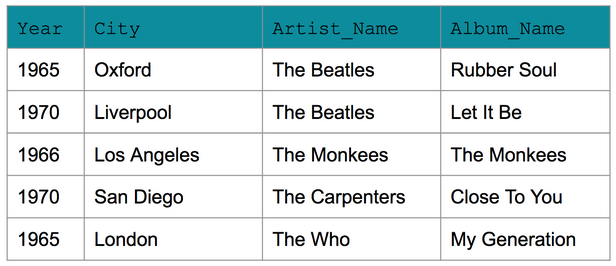 Year City Artist_Name Album_Name
1965 Oxford The Beatles Rubber Soul
1970 Liverpool The Beatles Let It Be
1966 Los Angeles The Monkees The Monkees
1970 San Diego The Carpenters Close To You
1965 London The Who My Generation